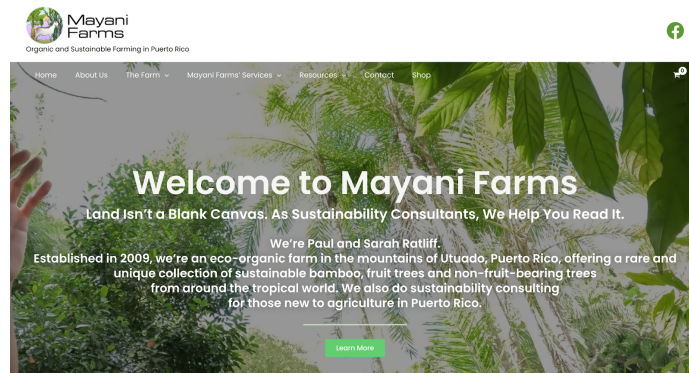 Mayani
Farms
Organic and Sustainable Farming in Puerto Rico
Home About Us The Farm Mayani Farms' Services Resources Contact Shop 0
Welcome to Mayani Farms
Land Isn't a Blank Canvas. As Sustainability Consultants, We Help You Read It.
We're Paul and Sarah Ratliff.
Established in 2009, we're an eco-organic farm in the mountains of Utuado, Puerto Rico, offering a rare and
unique collection of sustainable bamboo, fruit trees and non-fruit-bearing trees
from around the tropical world. We also do sustainability consulting
for those new to agriculture in Puerto Rico.
Learn More